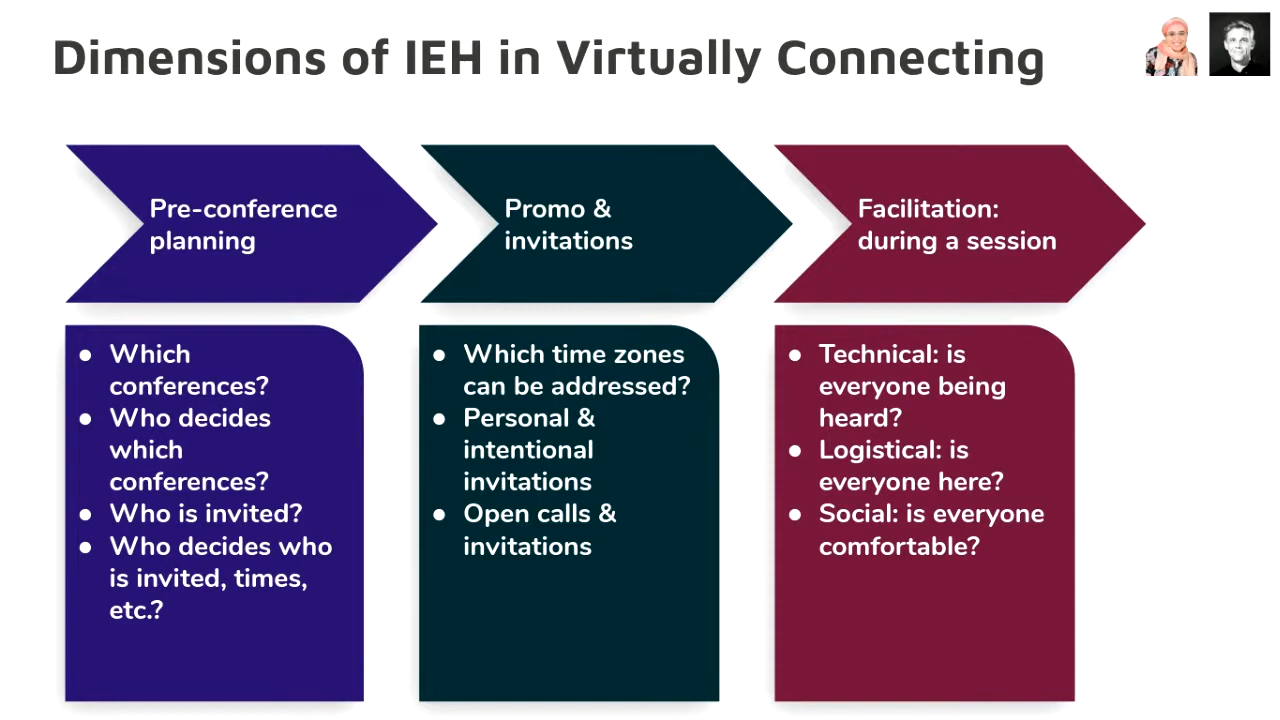 Dimensions of IEH in Virtually Connecting
Pre-conference
planning
Promo &
invitations
Facilitation:
during a session
● Which
conferences?
● Who decides
which
conferences?
● Who is invited?
● Who decides who
is invited, times,
etc.?
● Which time zones
can be addressed?
● Personal &
intentional
invitations
● Open calls &
invitations
● Technical: is
everyone being
heard?
● Logistical: is
everyone here?
● Social: is everyone
comfortable?